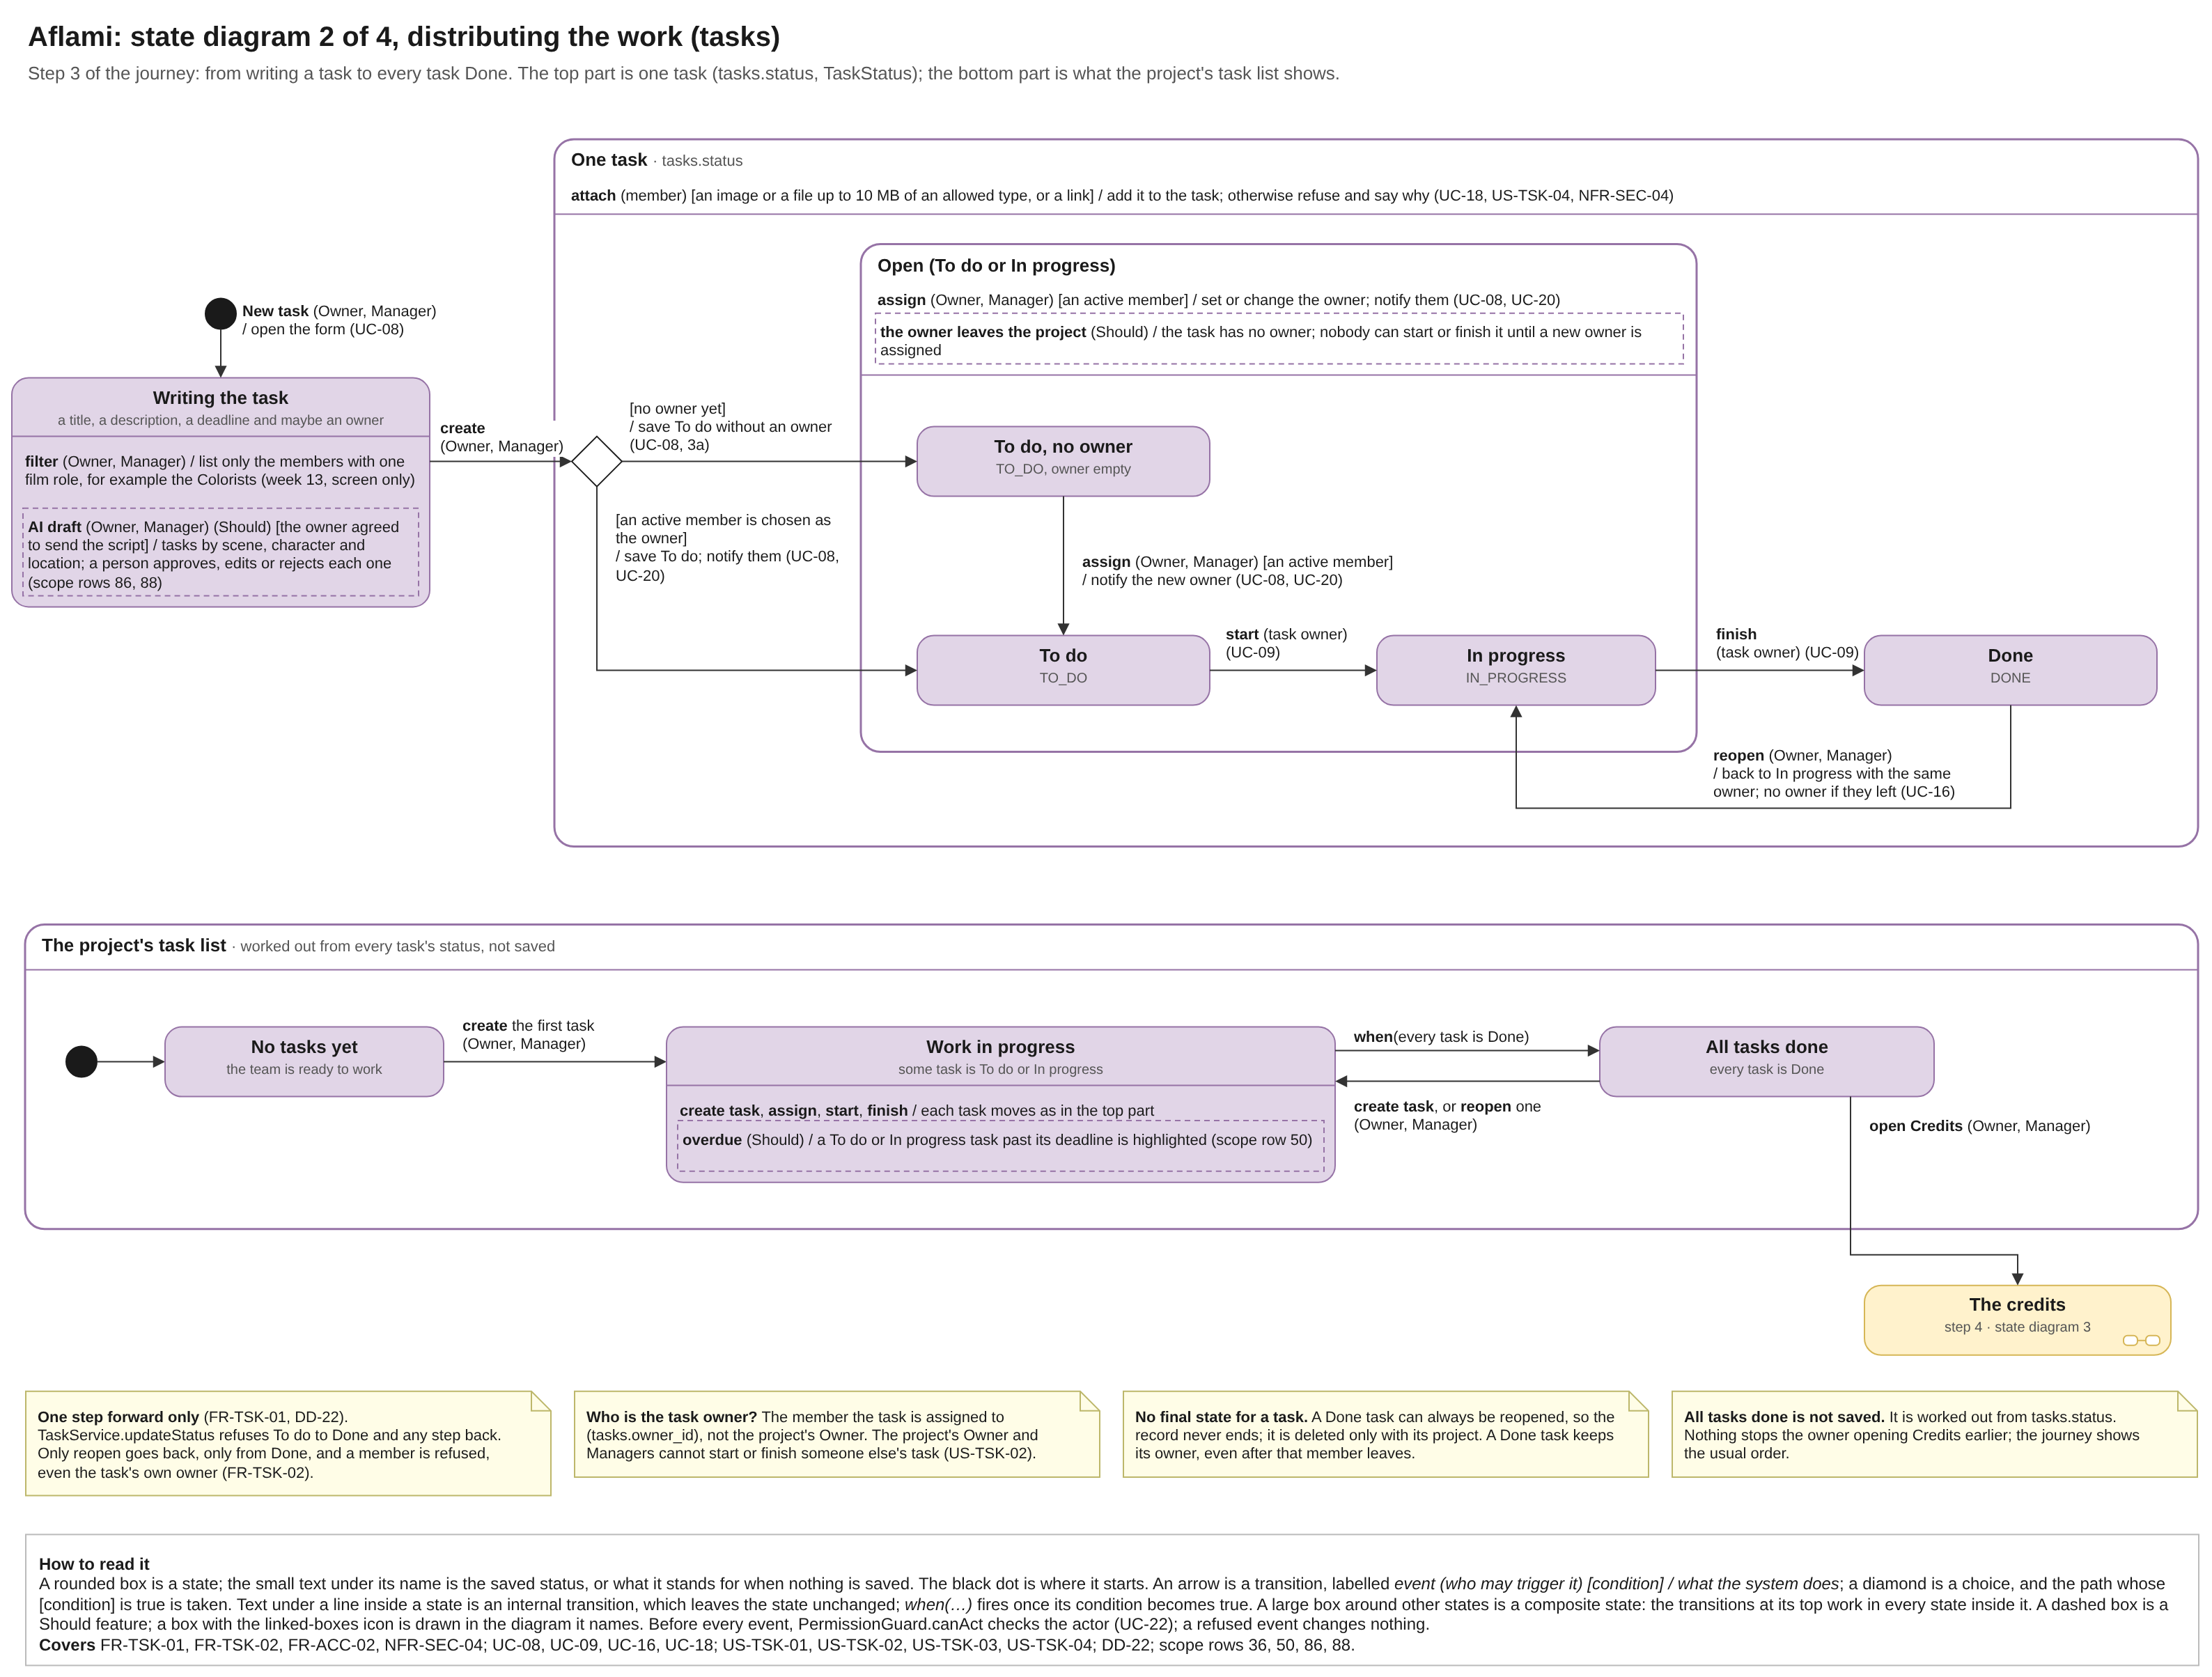 Aflami: state diagram 2 of 4, distributing the work (tasks)
Step 3 of the journey: from writing a task to every task Done. The top part is one task (tasks.status, TaskStatus); the bottom part is what the project's task list shows.
One task · tasks.status
attach (member) [an image or a file up to 10 MB of an allowed type, or a link] / add it to the task; otherwise refuse and say why (UC-18, US-TSK-04, NFR-SEC-04)
Open (To do or In progress)
assign (Owner, Manager) [an active member] / set or change the owner; notify them (UC-08, UC-20)
the owner leaves the project (Should) / the task has no owner; nobody can start or finish it until a new owner is
assigned
New task (Owner, Manager)
/ open the form (UC-08)
Writing the task
a title, a description, a deadline and maybe an owner
filter (Owner, Manager) / list only the members with one
film role, for example the Colorists (week 13, screen only)
AI draft (Owner, Manager) (Should) [the owner agreed
to send the script] / tasks by scene, character and
location; a person approves, edits or rejects each one
(scope rows 86, 88)
create
(Owner, Manager)
[no owner yet]
/ save To do without an owner
(UC-08, 3a)
[an active member is chosen as
the owner]
/ save To do; notify them (UC-08,
UC-20)
To do, no owner
TO_DO, owner empty
assign (Owner, Manager) [an active member]
/ notify the new owner (UC-08, UC-20)
To do
TO_DO
start (task owner)
(UC-09)
In progress
IN_PROGRESS
finish
(task owner) (UC-09)
Done
DONE
reopen (Owner, Manager)
/ back to In progress with the same
owner; no owner if they left (UC-16)
The project's task list · worked out from every task's status, not saved
No tasks yet
the team is ready to work
create the first task
(Owner, Manager)
Work in progress
some task is To do or In progress
create task, assign, start, finish / each task moves as in the top part
overdue (Should) / a To do or In progress task past its deadline is highlighted (scope row 50)
when(every task is Done)
create task, or reopen one
(Owner, Manager)
All tasks done
every task is Done
open Credits (Owner, Manager)
The credits
step 4 · state diagram 3
One step forward only (FR-TSK-01, DD-22).
TaskService.updateStatus refuses To do to Done and any step back.
Only reopen goes back, only from Done, and a member is refused,
even the task's own owner (FR-TSK-02).
Who is the task owner? The member the task is assigned to
(tasks.owner_id), not the project's Owner. The project's Owner and
Managers cannot start or finish someone else's task (US-TSK-02).
No final state for a task. A Done task can always be reopened, so the
record never ends; it is deleted only with its project. A Done task keeps
its owner, even after that member leaves.
All tasks done is not saved. It is worked out from tasks.status.
Nothing stops the owner opening Credits earlier; the journey shows
the usual order.
How to read it
A rounded box is a state; the small text under its name is the saved status, or what it stands for when nothing is saved. The black dot is where it starts. An arrow is a transition, labelled event (who may trigger it) [condition] / what the system does; a diamond is a choice, and the path whose
[condition] is true is taken. Text under a line inside a state is an internal transition, which leaves the state unchanged; when(…) fires once its condition becomes true. A large box around other states is a composite state: the transitions at its top work in every state inside it. A dashed box is a
Should feature; a box with the linked-boxes icon is drawn in the diagram it names. Before every event, PermissionGuard.canAct checks the actor (UC-22); a refused event changes nothing.
Covers FR-TSK-01, FR-TSK-02, FR-ACC-02, NFR-SEC-04; UC-08, UC-09, UC-16, UC-18; US-TSK-01, US-TSK-02, US-TSK-03, US-TSK-04; DD-22; scope rows 36, 50, 86, 88.